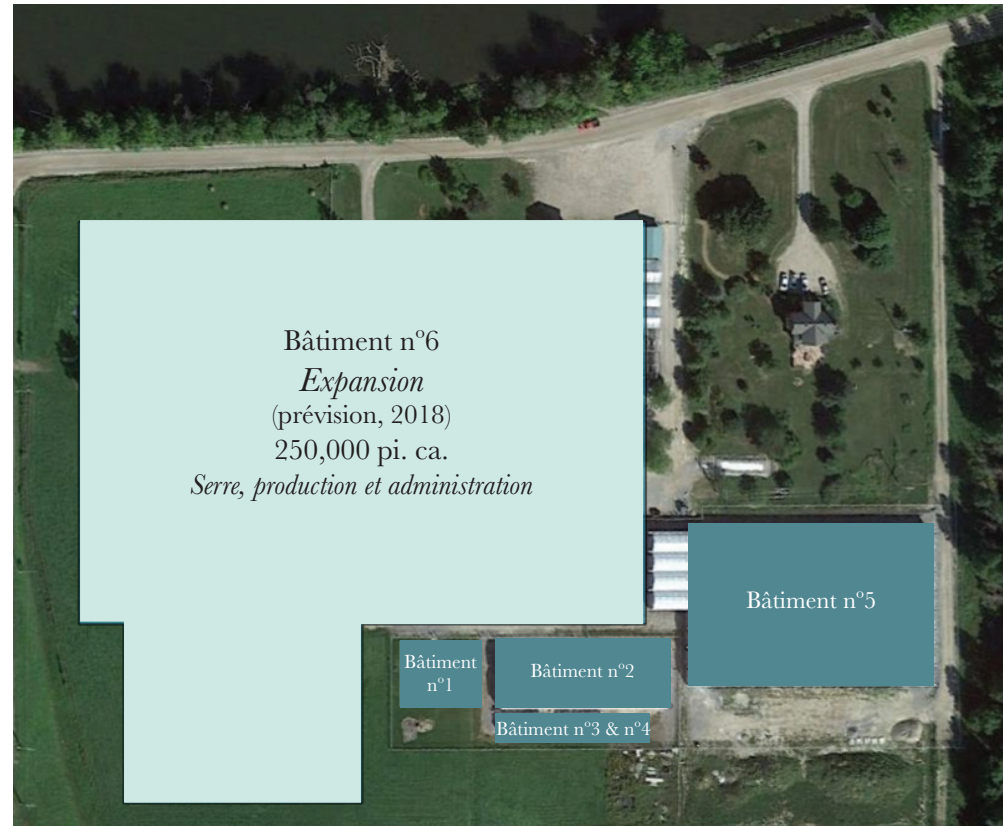 Bâtiment nº6
Expansion
(prévision, 2018)
250,000 pi. ca.
Serre, production et administration
Bâtiment nº5
Bâtiment
nº1
Bâtiment nº2
Bâtiment nº3 & nº4